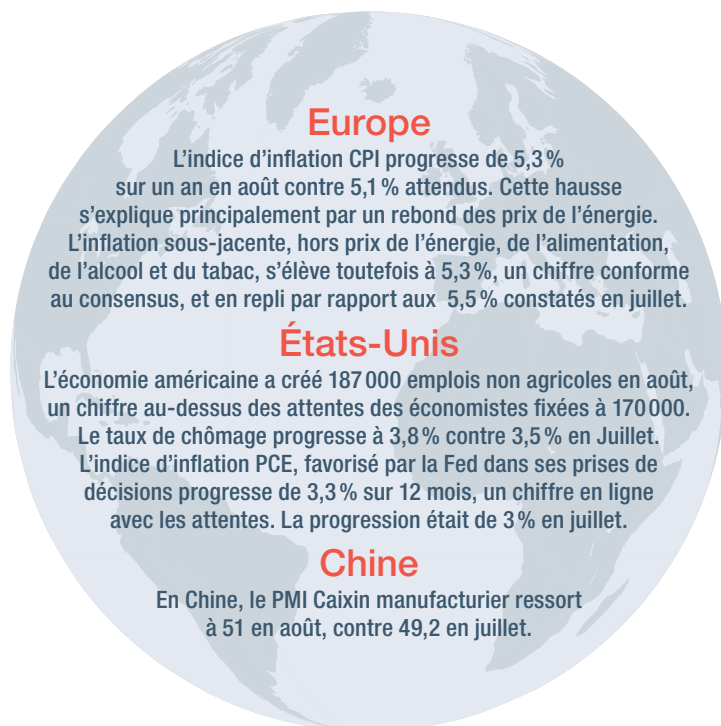 Europe
L’indice d’inflation CPI progresse de 5,3 %
sur un an en août contre 5,1 % attendus. Cette hausse
s’explique principalement par un rebond des prix de l’énergie.
L’inflation sous-jacente, hors prix de l’énergie, de l’alimentation,
de l’alcool et du tabac, s’élève toutefois à 5,3 %, un chiffre conforme
au consensus, et en repli par rapport aux 5,5 % constatés en juillet.
États-Unis
L’économie américaine a créé 187 000 emplois non agricoles en août,
un chiffre au-dessus des attentes des économistes fixées à 170 000.
Le taux de chômage progresse à 3,8 % contre 3,5 % en Juillet.
L’indice d’inflation PCE, favorisé par la Fed dans ses prises de
décisions progresse de 3,3 % sur 12 mois, un chiffre en ligne
avec les attentes. La progression était de 3 % en juillet.
Chine
En Chine, le PMI Caixin manufacturier ressort
à 51 en août, contre 49,2 en juillet.